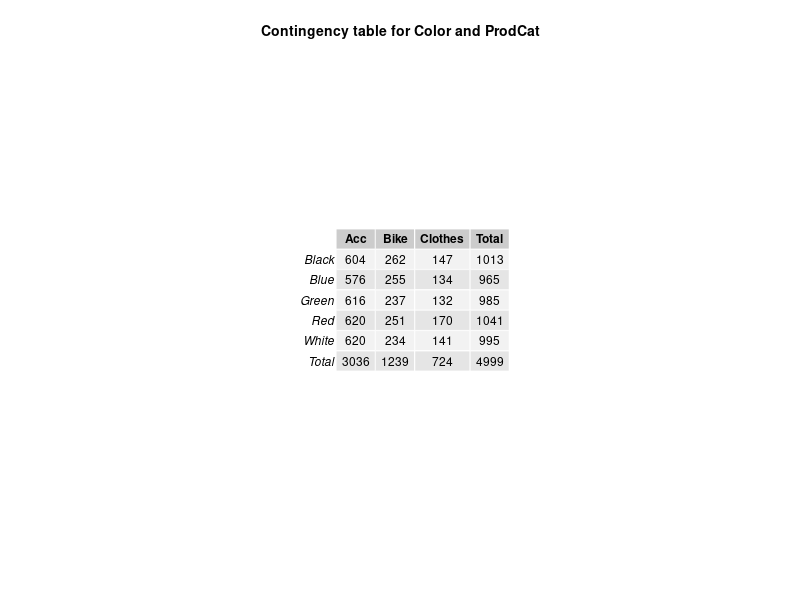 Contingency table for Color and ProdCat
Acc Bike Clothes Total
Black 604 262 147 1013
Blue 576 255 134 965
Green 616 237 132 985
Red 620 251 170 1041
White 620 234 141 995
Total 3036 1239 724 4999